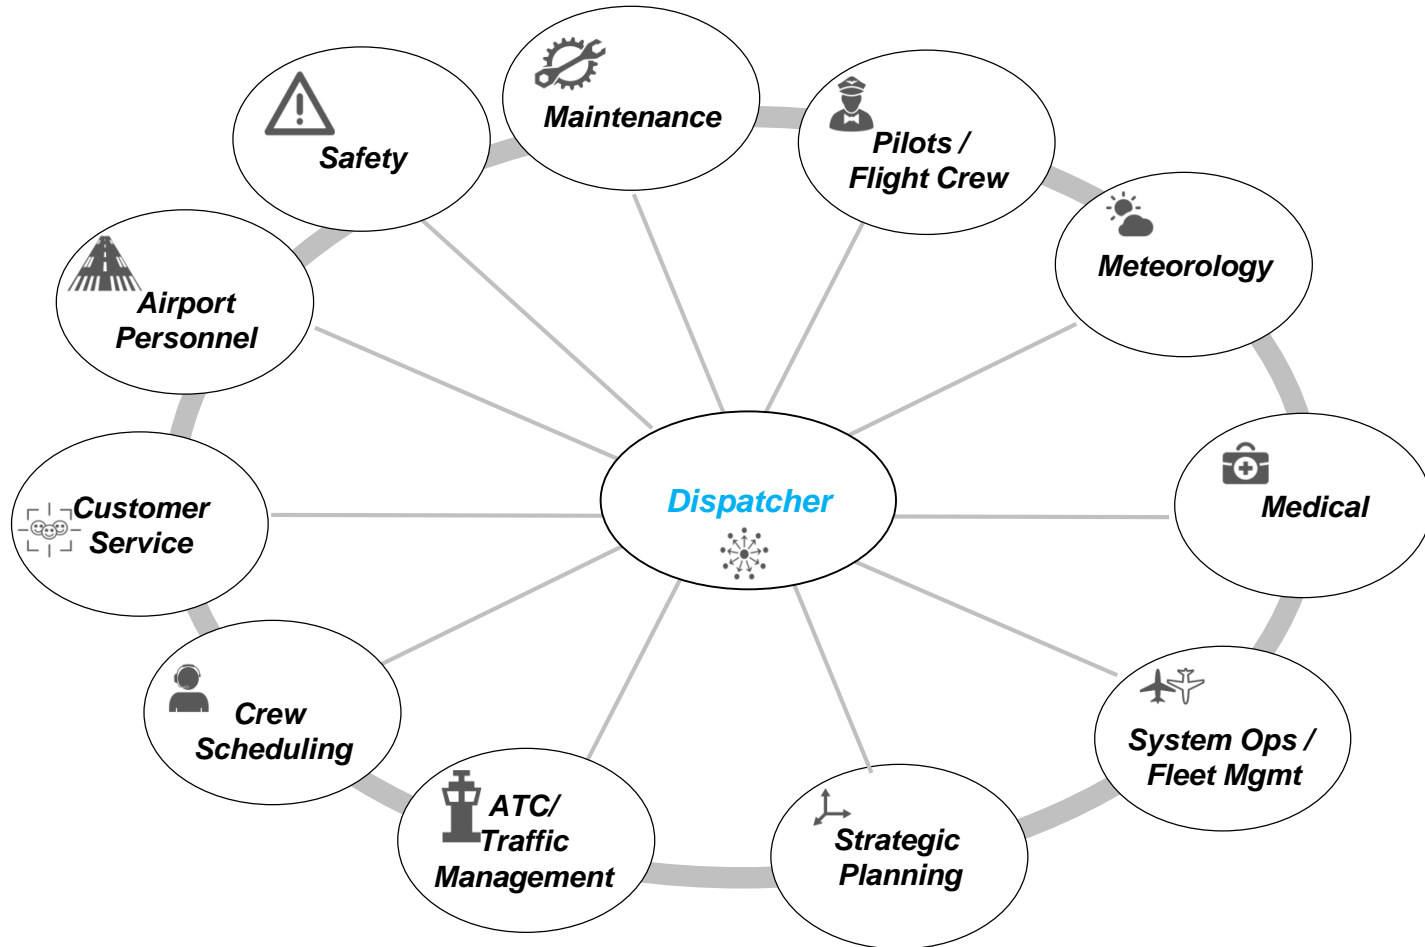 Maintenance
Pilots /
Flight Crew
Safety
Meteorology
Airport
Personnel
Dispatcher
Medical
Customer
Service
Crew
Scheduling
System Ops /
Fleet Mgmt
ATC/
Traffic
Management
Strategic
Planning